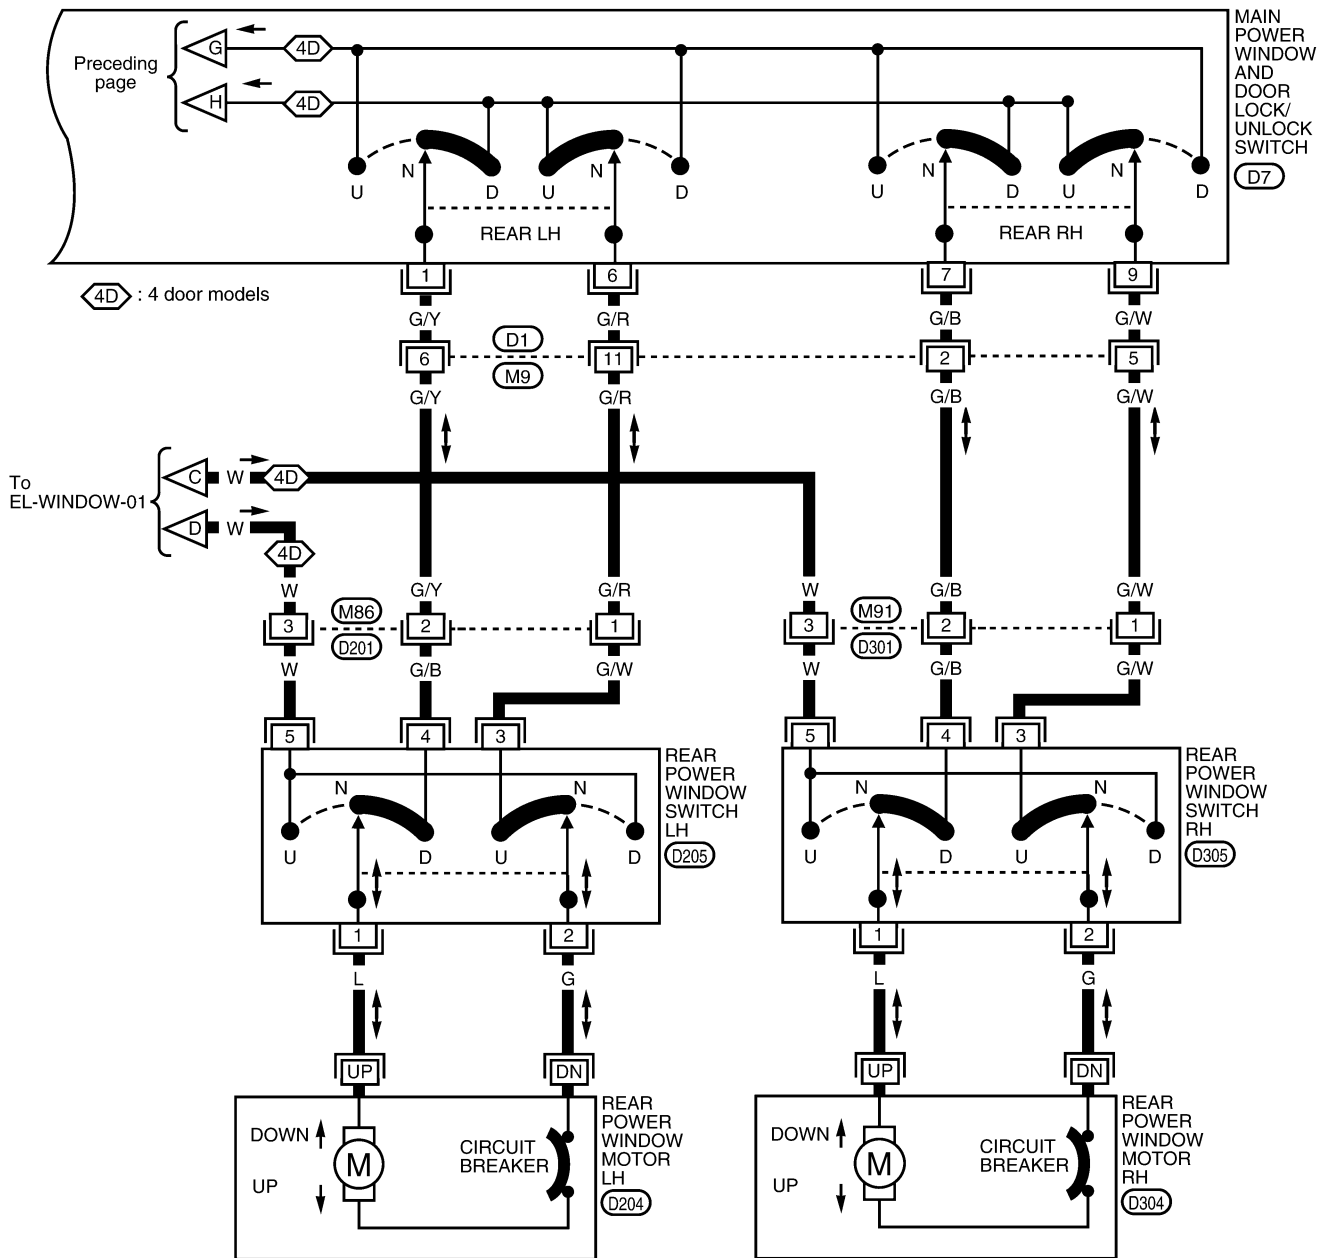 MAIN
POWER
WINDOW
AND
DOOR
LOCK/
UNLOCK
SWITCH
D7
Preceding
page
G 4D
H 4D
U N D U N D U N D U N D
REAR LH REAR RH
1 6 7 9
4D : 4 door models
G/Y G/R G/B G/W
D1
6 11 2 5
M9
G/Y G/R G/B G/W
To
EL-WINDOW-01
C W 4D
D W
4D
W G/Y G/R W G/B G/W
M86 M91
3 2 1 3 2 1
D201 D301
W G/B G/W W G/B G/W
5 4 3 5 4 3
REAR
POWER
WINDOW
SWITCH
LH
D205
REAR
POWER
WINDOW
SWITCH
RH
D305
N N N N
U D U D U D U D
1 2 1 2
L G L G
UP DN UP DN
REAR
POWER
WINDOW
MOTOR
LH
D204
REAR
POWER
WINDOW
MOTOR
RH
D304
DOWN
UP
M
CIRCUIT
BREAKER
DOWN
UP
M
CIRCUIT
BREAKER